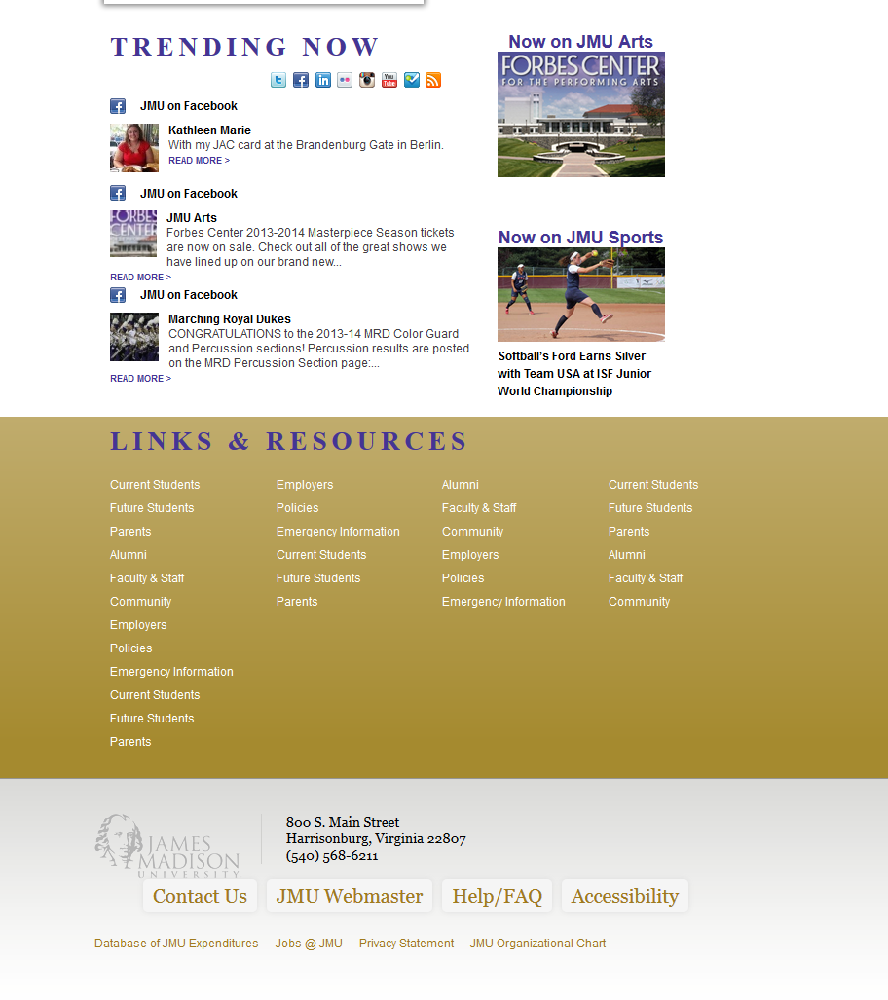 TRENDING NOW
You
Tube
JMU on Facebook
Kathleen Marie
With my JAC card at the Brandenburg Gate in Berlin.
READ MORE >
JMU on Facebook
FORBES
CENTER
JMU Arts
Forbes Center 2013-2014 Masterpiece Season tickets
are now on sale. Check out all of the great shows we
have lined up on our brand new...
READ MORE >
JMU on Facebook
Marching Royal Dukes
CONGRATULATIONS to the 2013-14 MRD Color Guard
and Percussion sections! Percussion results are posted
on the MRD Percussion Section page:...
READ MORE >
Now on JMU Arts
FORBES CENTER
FOR THE PERFORMING ARTS
Now on JMU Sports
Softball's Ford Earns Silver
with Team USA at ISF Junior
World Championship
LINKS & RESOURCES
Current Students
Future Students
Parents
Alumni
Faculty & Staff
Community
Employers
Policies
Emergency Information
Current Students
Future Students
Parents
Employers
Policies
Emergency Information
Current Students
Future Students
Parents
Alumni
Faculty & Staff
Community
Employers
Policies
Emergency Information
Current Students
Future Students
Parents
Alumni
Faculty & Staff
Community
JAMES
MADISON
UNIVERSITY
800 S. Main Street
Harrisonburg, Virginia 22807
(540) 568-6211
Contact Us
JMU Webmaster
Help/FAQ
Accessibility
Database of JMU Expenditures
Jobs @ JMU
Privacy Statement
JMU Organizational Chart